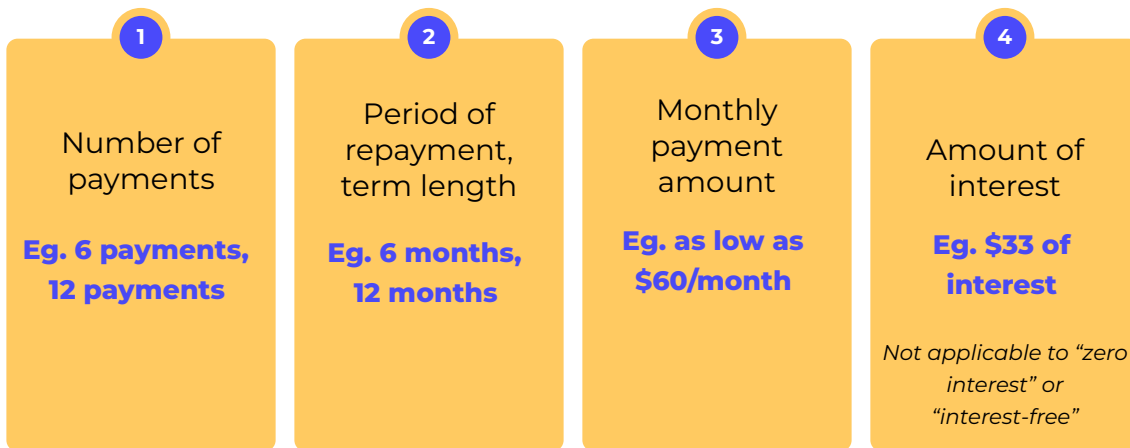 1
Number of
payments
Eg. 6 payments,
12 payments
2
Period of
repayment,
term length
Eg. 6 months,
12 months
3
Monthly
payment
amount
Eg. as low as
$60/month
4
Amount of
interest
Eg. $33 of
interest
Not applicable to “zero
interest” or
“interest-free”